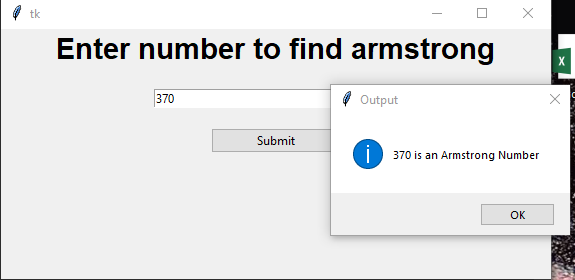 tk
Enter number to find armstrong
370
Submit
Output
370 is an Armstrong Number
OK